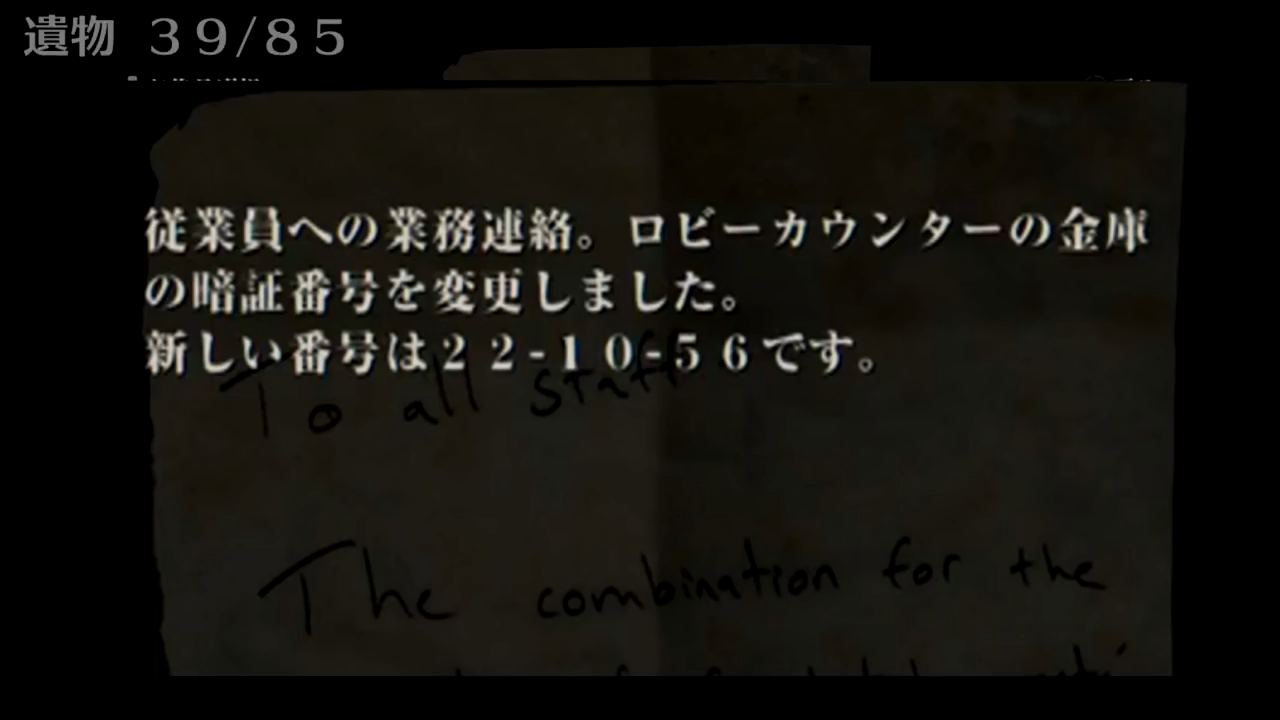 遺物 39/85
従業員への業務連絡。ロビーカウンターの金庫
の暗証番号を変更しました。
新しい番号は22-10-56です。
To all staff
The combination for the